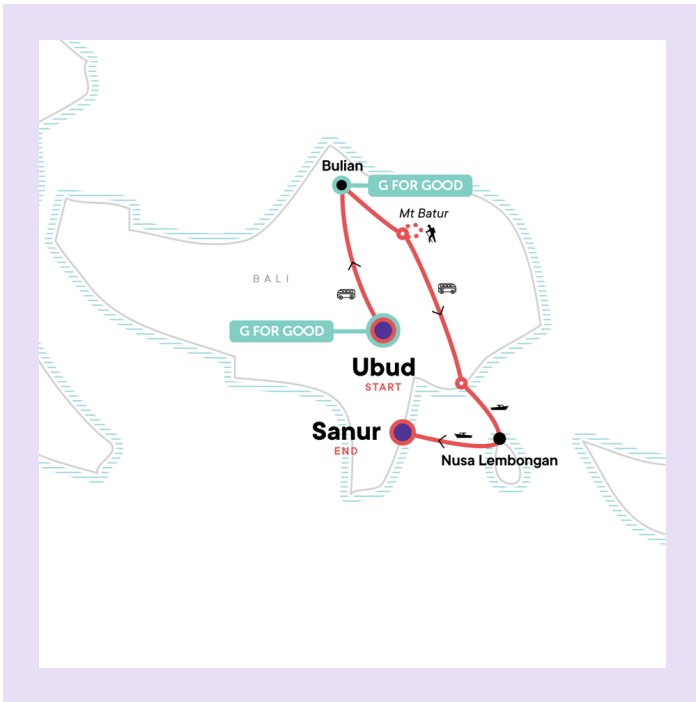 Bulian
G FOR GOOD
Mt Batur
BALI
G FOR GOOD
Ubud
START
Sanur
END
Nusa Lembongan